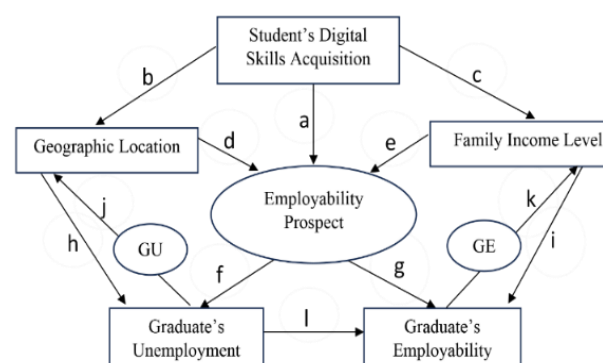 Student's Digital
Skills Acquisition
b
c
a
Geographic Location
d
e
Family Income Level
Employability
Prospect
j
k
h
GU
GE
i
f
g
Graduate's
Unemployment
l
Graduate's
Employability